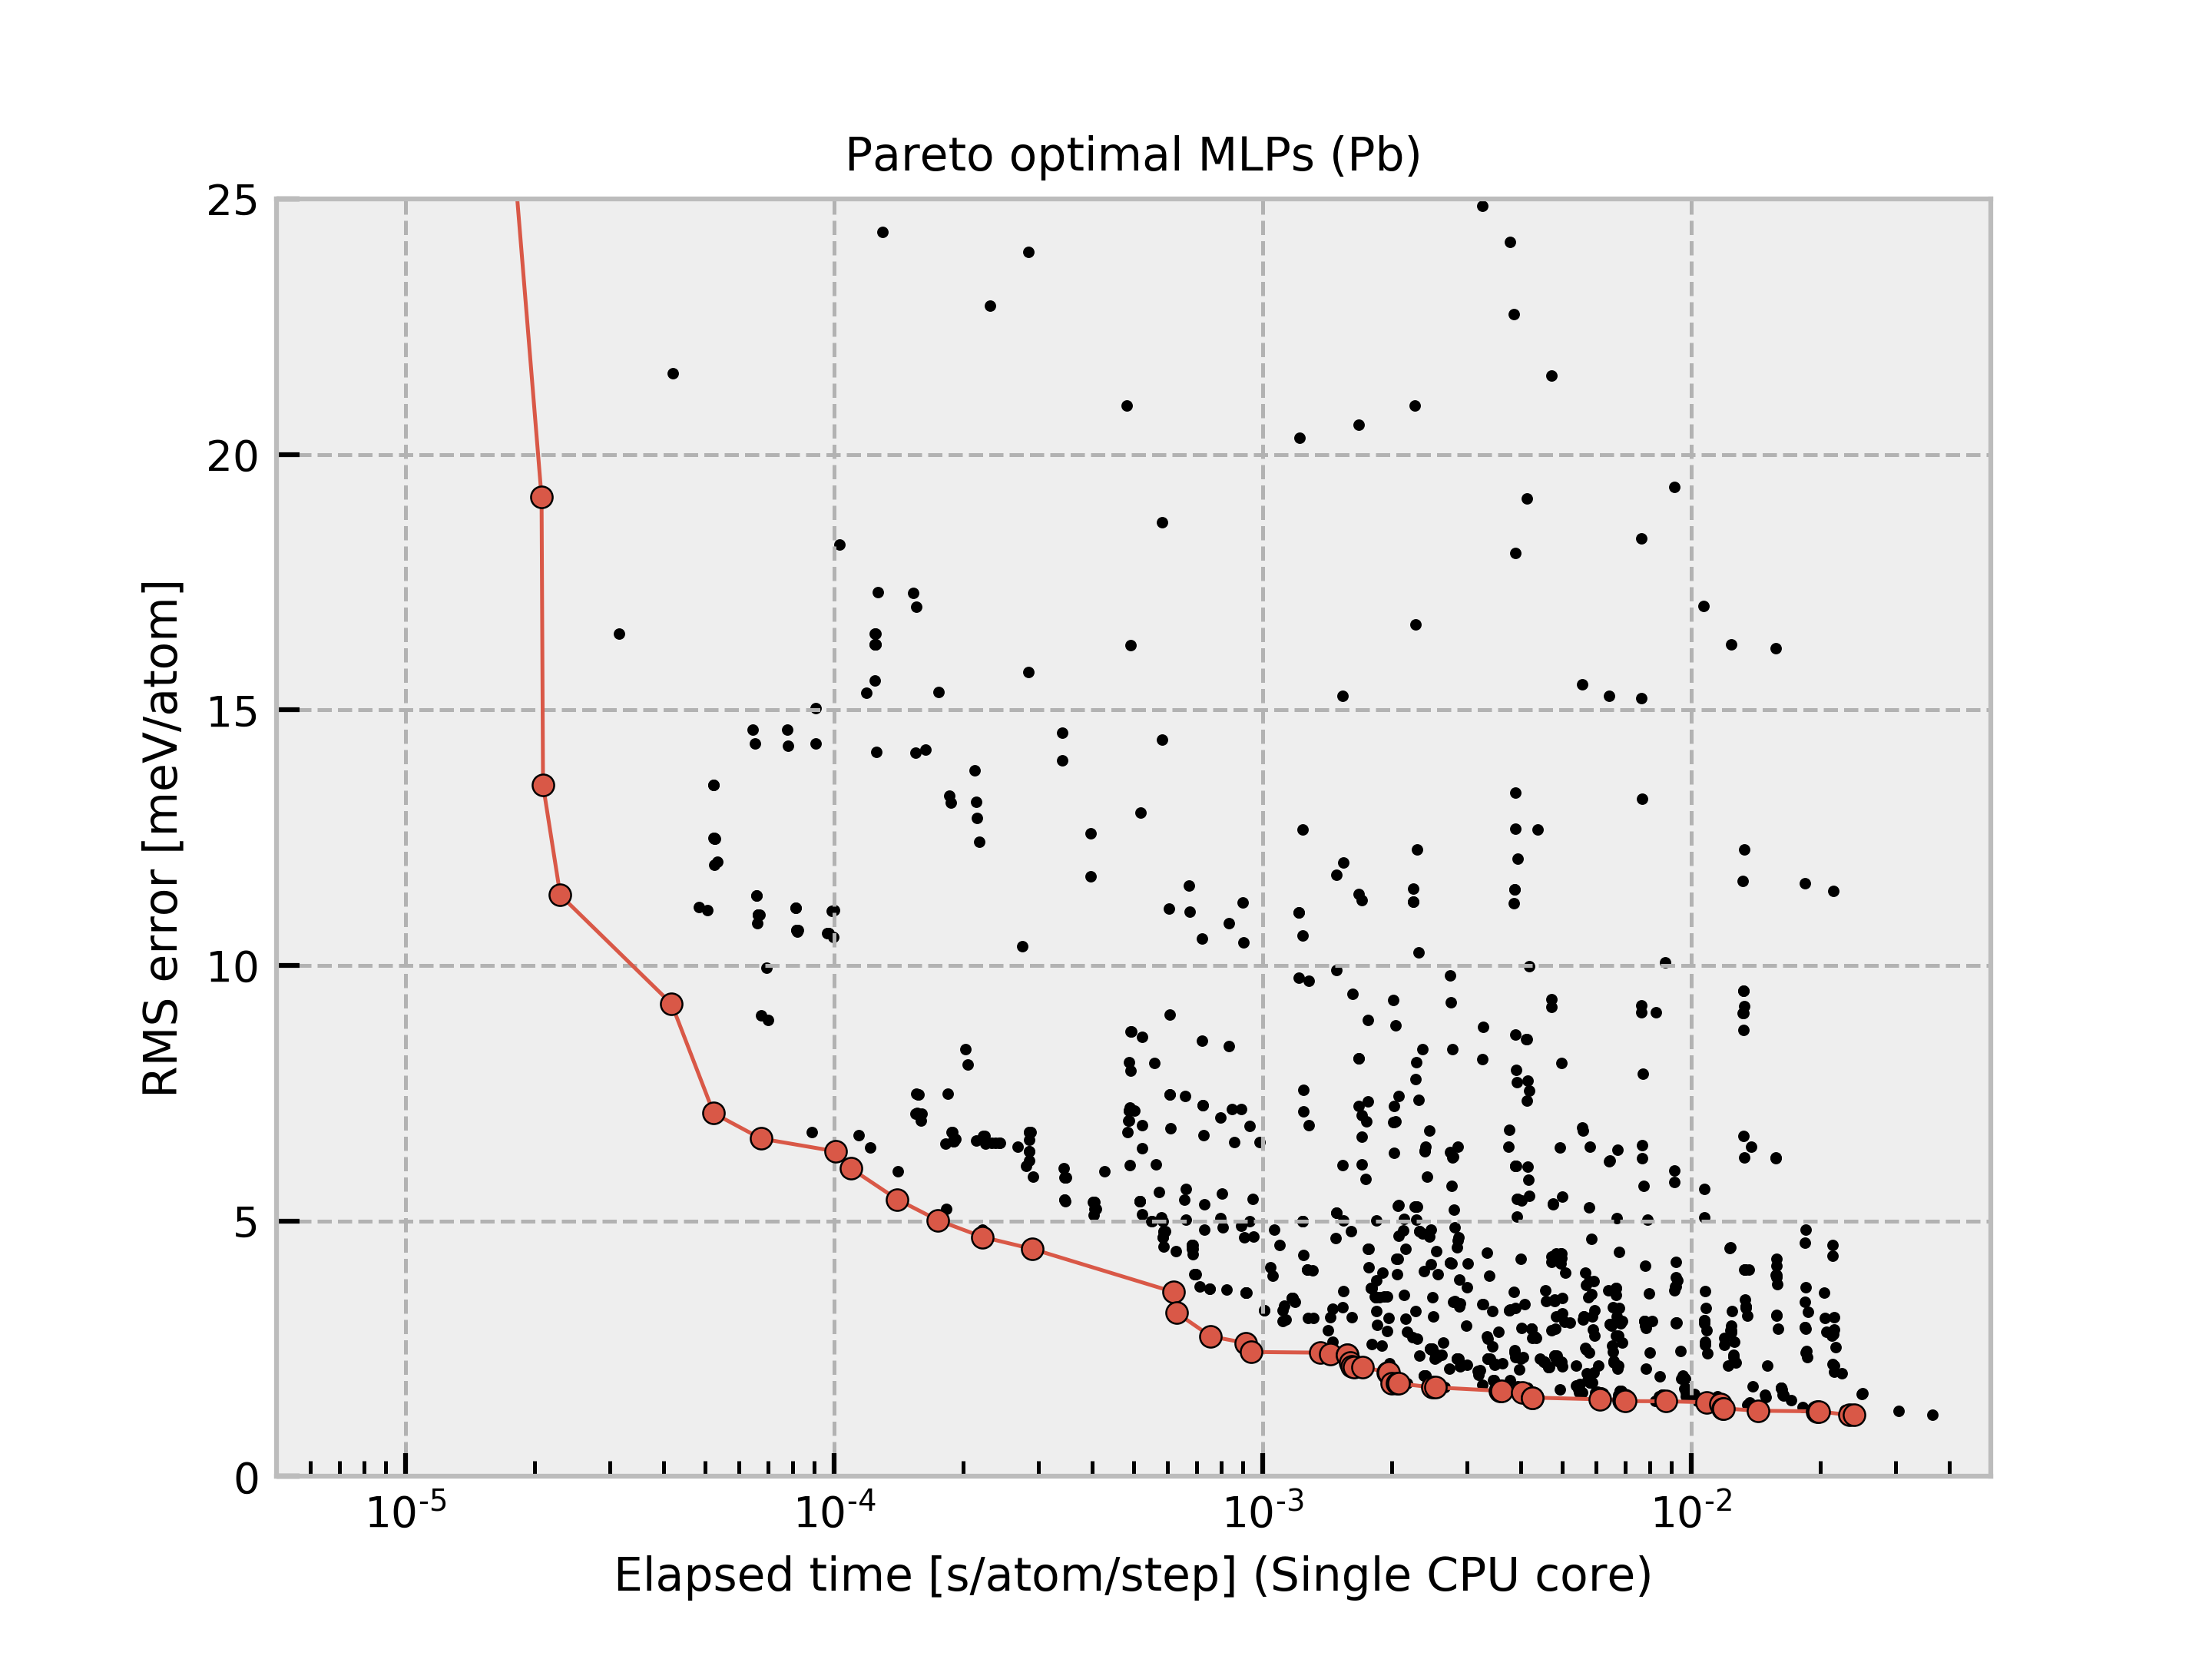 Pareto optimal MLPs (Pb)
25
20
15
10
5
0
RMS error [meV/atom]
10-5 10-4 10-3 10-2
Elapsed time [s/atom/step] (Single CPU core)